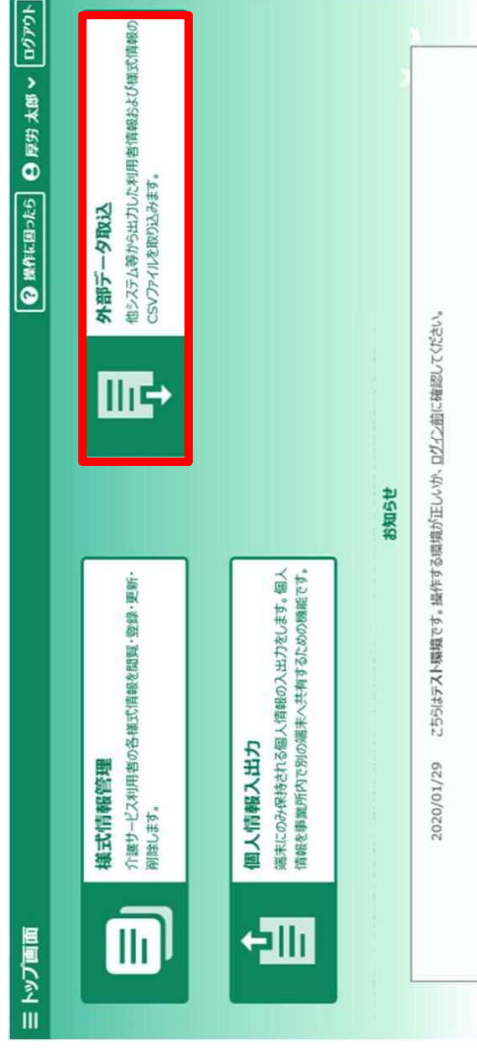 トップ画面
操作に困ったら
厚労 太郎
ログアウト
様式情報管理
介護サービス利用者の各様式情報を閲覧・登録・更新・
削除します。
外部データ取込
他システム等から出力した利用者情報および様式情報の
CSVファイルを取り込みます。
個人情報入出力
端末にのみ保持される個人情報の入出力をします。個人
情報を事業所内で別の端末へ共有するための機能です。
お知らせ
2020/01/29 こちらはテスト環境です。操作する環境が正しいか、ログイン前に確認してください。